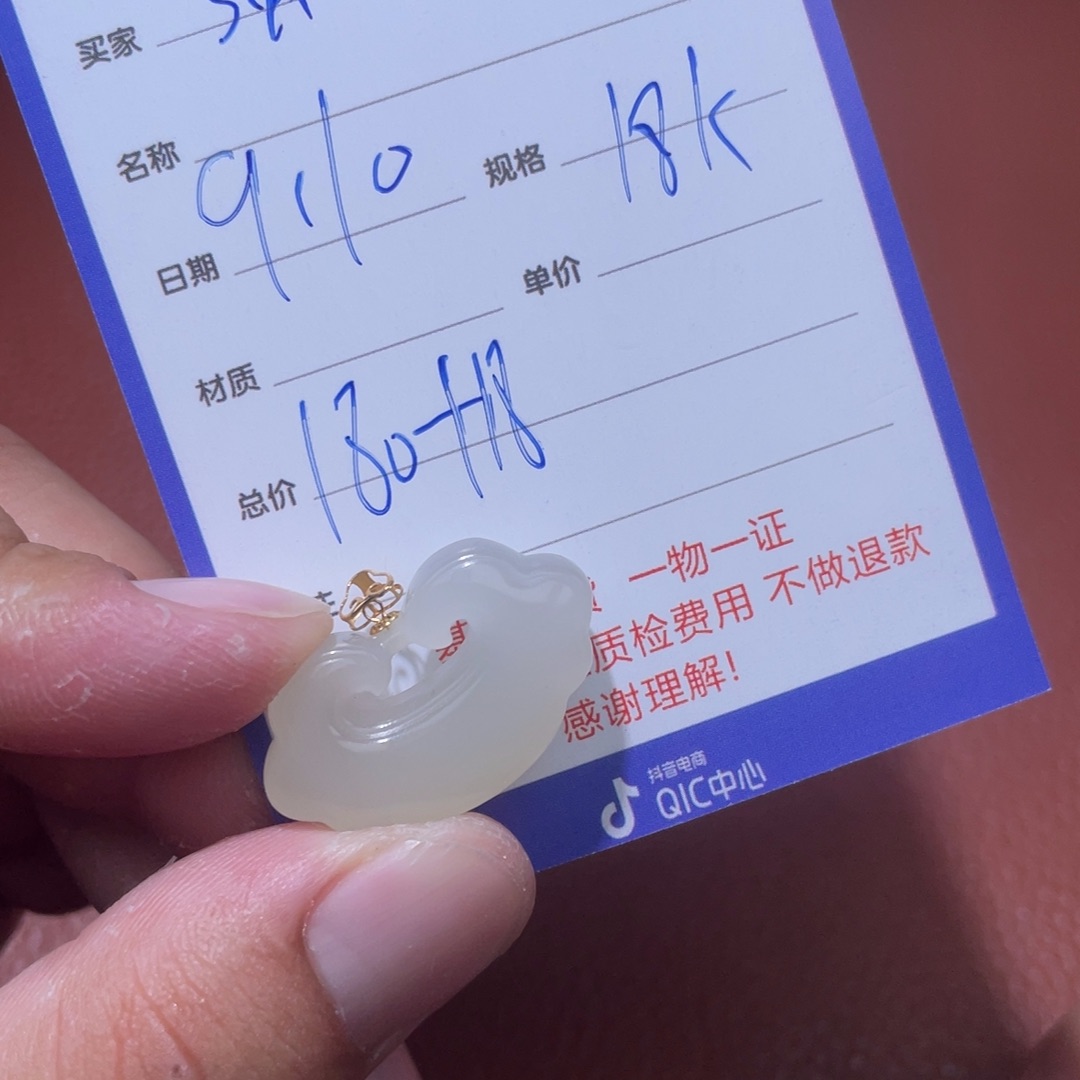 买家
名称
9.10 规格 18K
日期 单价
材质
180+18
总价
一物一证
质检费用 不做退款
感谢理解！
抖音电商
QIC中心